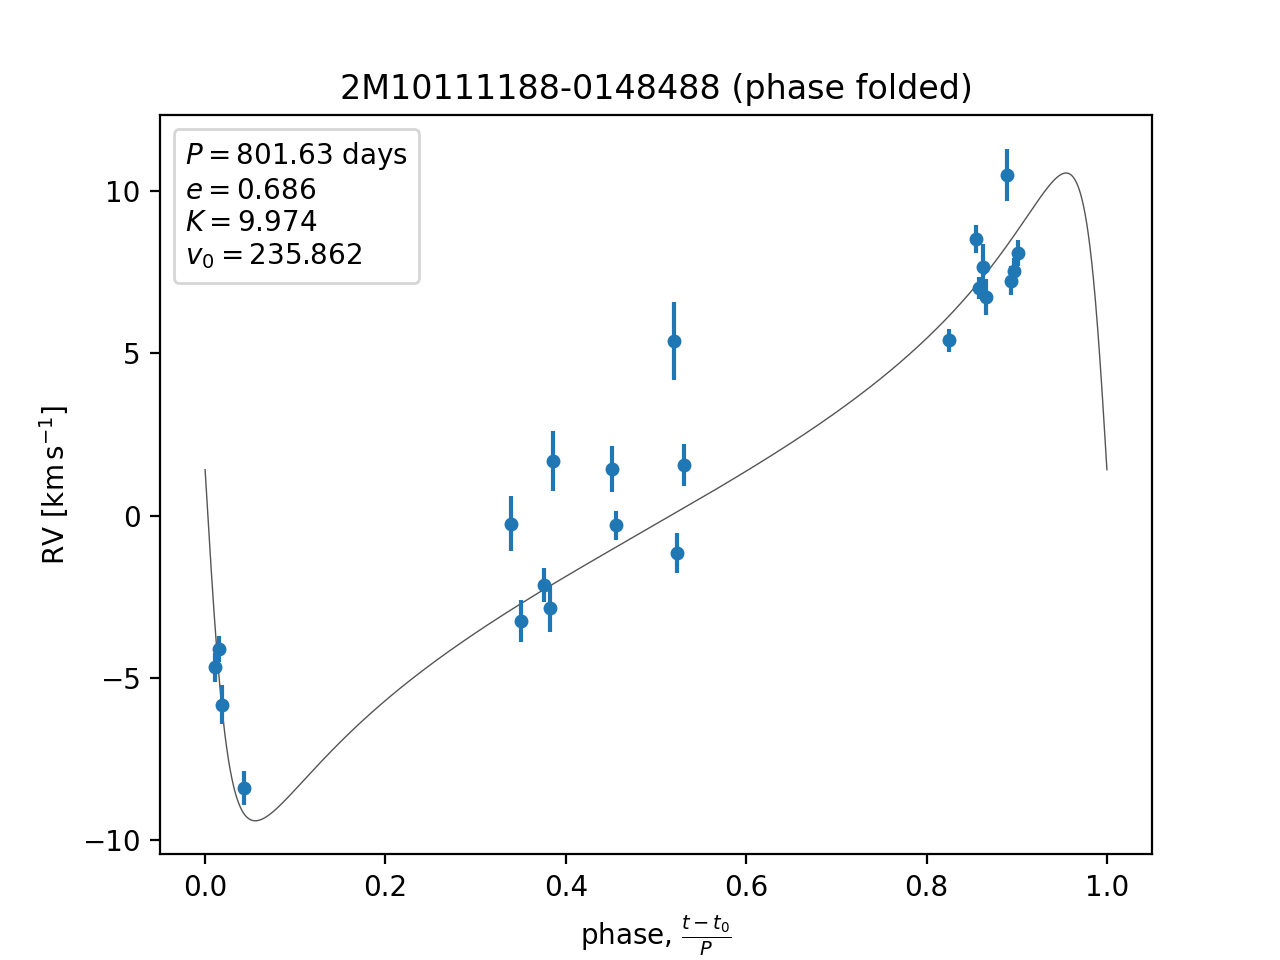 2M10111188-0148488 (phase folded)
P = 801.63 days
e = 0.686
K = 9.974
v₀ = 235.862
10
5
0
−5
−10
RV [km s⁻¹]
0.0 0.2 0.4 0.6 0.8 1.0
phase, (t − t₀)/P